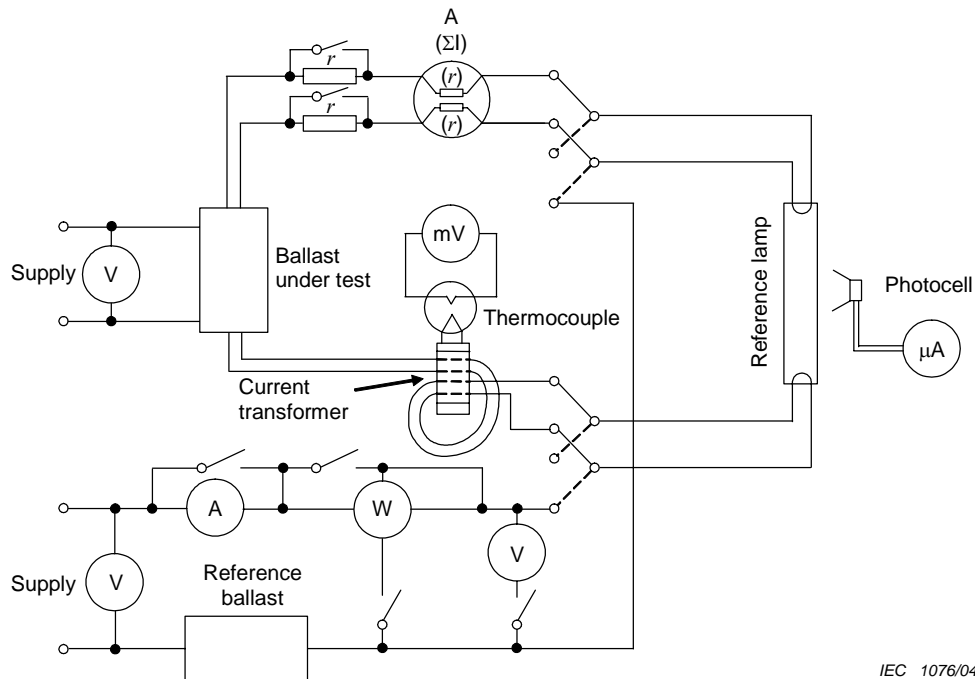 A
(ΣI)
r
(r)
r
(r)
mV
Supply
V
Ballast
under test
Thermocouple
Reference lamp
Photocell
µA
Current
transformer
A
W
V
Supply
V
Reference
ballast
IEC 1076/04